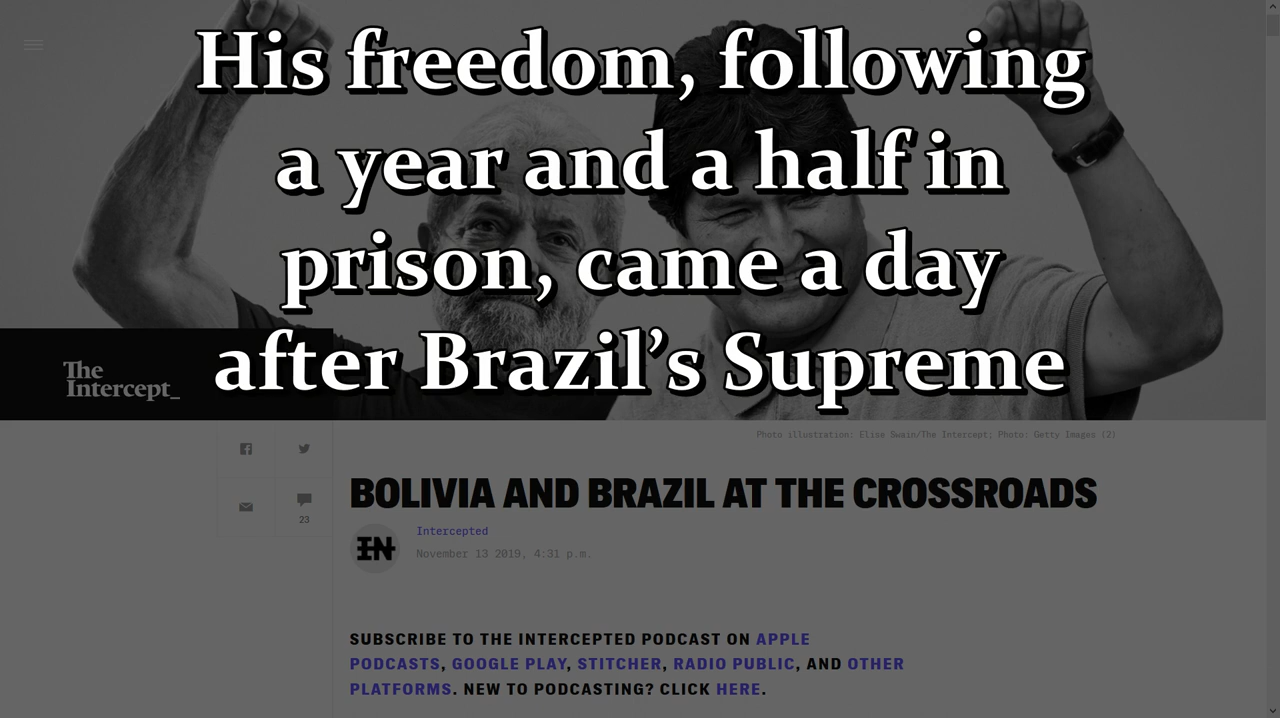 His freedom, following
a year and a half in
prison, came a day
after Brazil’s Supreme
The
Intercept_
Photo illustration: Elise Swain/The Intercept; Photo: Getty Images (2)
23
BOLIVIA AND BRAZIL AT THE CROSSROADS
IN
Intercepted
November 13 2019, 4:31 p.m.
SUBSCRIBE TO THE INTERCEPTED PODCAST ON APPLE
PODCASTS, GOOGLE PLAY, STITCHER, RADIO PUBLIC, AND OTHER
PLATFORMS. NEW TO PODCASTING? CLICK HERE.